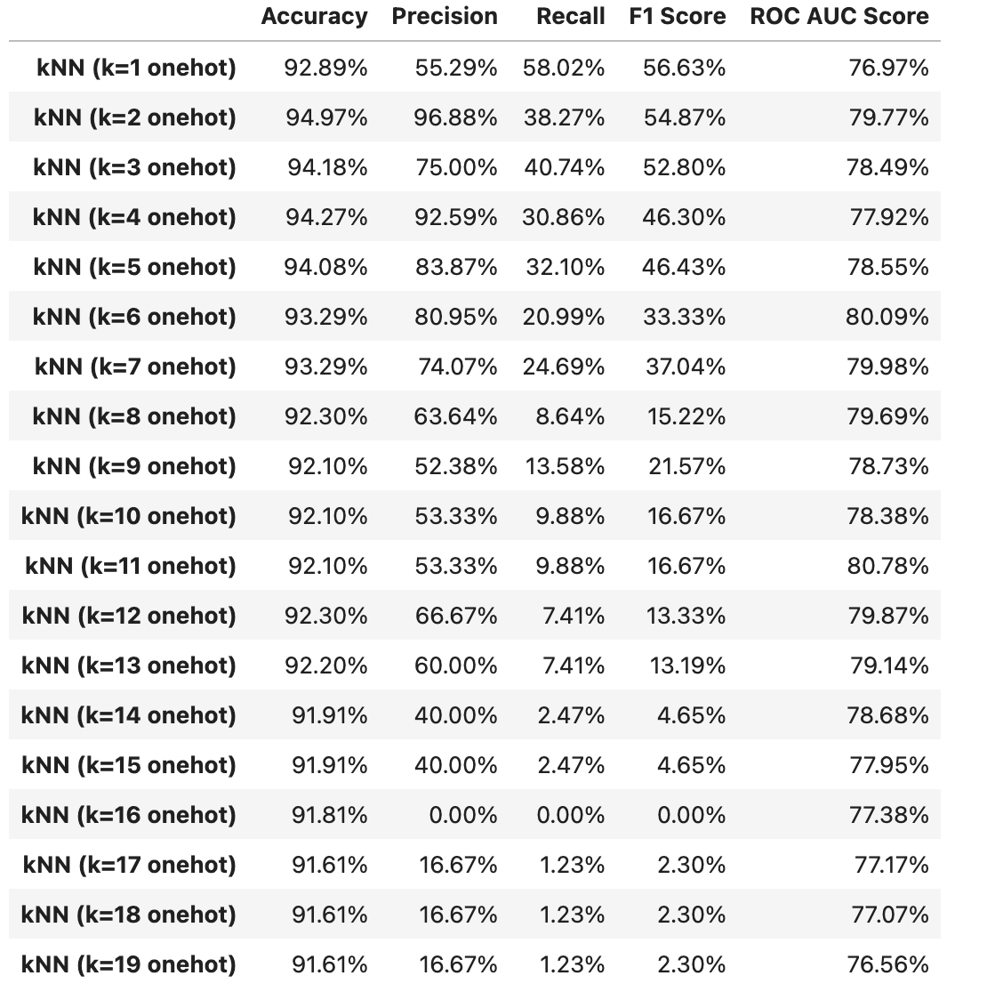 Accuracy Precision Recall F1 Score ROC AUC Score
kNN (k=1 onehot) 92.89% 55.29% 58.02% 56.63% 76.97%
kNN (k=2 onehot) 94.97% 96.88% 38.27% 54.87% 79.77%
kNN (k=3 onehot) 94.18% 75.00% 40.74% 52.80% 78.49%
kNN (k=4 onehot) 94.27% 92.59% 30.86% 46.30% 77.92%
kNN (k=5 onehot) 94.08% 83.87% 32.10% 46.43% 78.55%
kNN (k=6 onehot) 93.29% 80.95% 20.99% 33.33% 80.09%
kNN (k=7 onehot) 93.29% 74.07% 24.69% 37.04% 79.98%
kNN (k=8 onehot) 92.30% 63.64% 8.64% 15.22% 79.69%
kNN (k=9 onehot) 92.10% 52.38% 13.58% 21.57% 78.73%
kNN (k=10 onehot) 92.10% 53.33% 9.88% 16.67% 78.38%
kNN (k=11 onehot) 92.10% 53.33% 9.88% 16.67% 80.78%
kNN (k=12 onehot) 92.30% 66.67% 7.41% 13.33% 79.87%
kNN (k=13 onehot) 92.20% 60.00% 7.41% 13.19% 79.14%
kNN (k=14 onehot) 91.91% 40.00% 2.47% 4.65% 78.68%
kNN (k=15 onehot) 91.91% 40.00% 2.47% 4.65% 77.95%
kNN (k=16 onehot) 91.81% 0.00% 0.00% 0.00% 77.38%
kNN (k=17 onehot) 91.61% 16.67% 1.23% 2.30% 77.17%
kNN (k=18 onehot) 91.61% 16.67% 1.23% 2.30% 77.07%
kNN (k=19 onehot) 91.61% 16.67% 1.23% 2.30% 76.56%